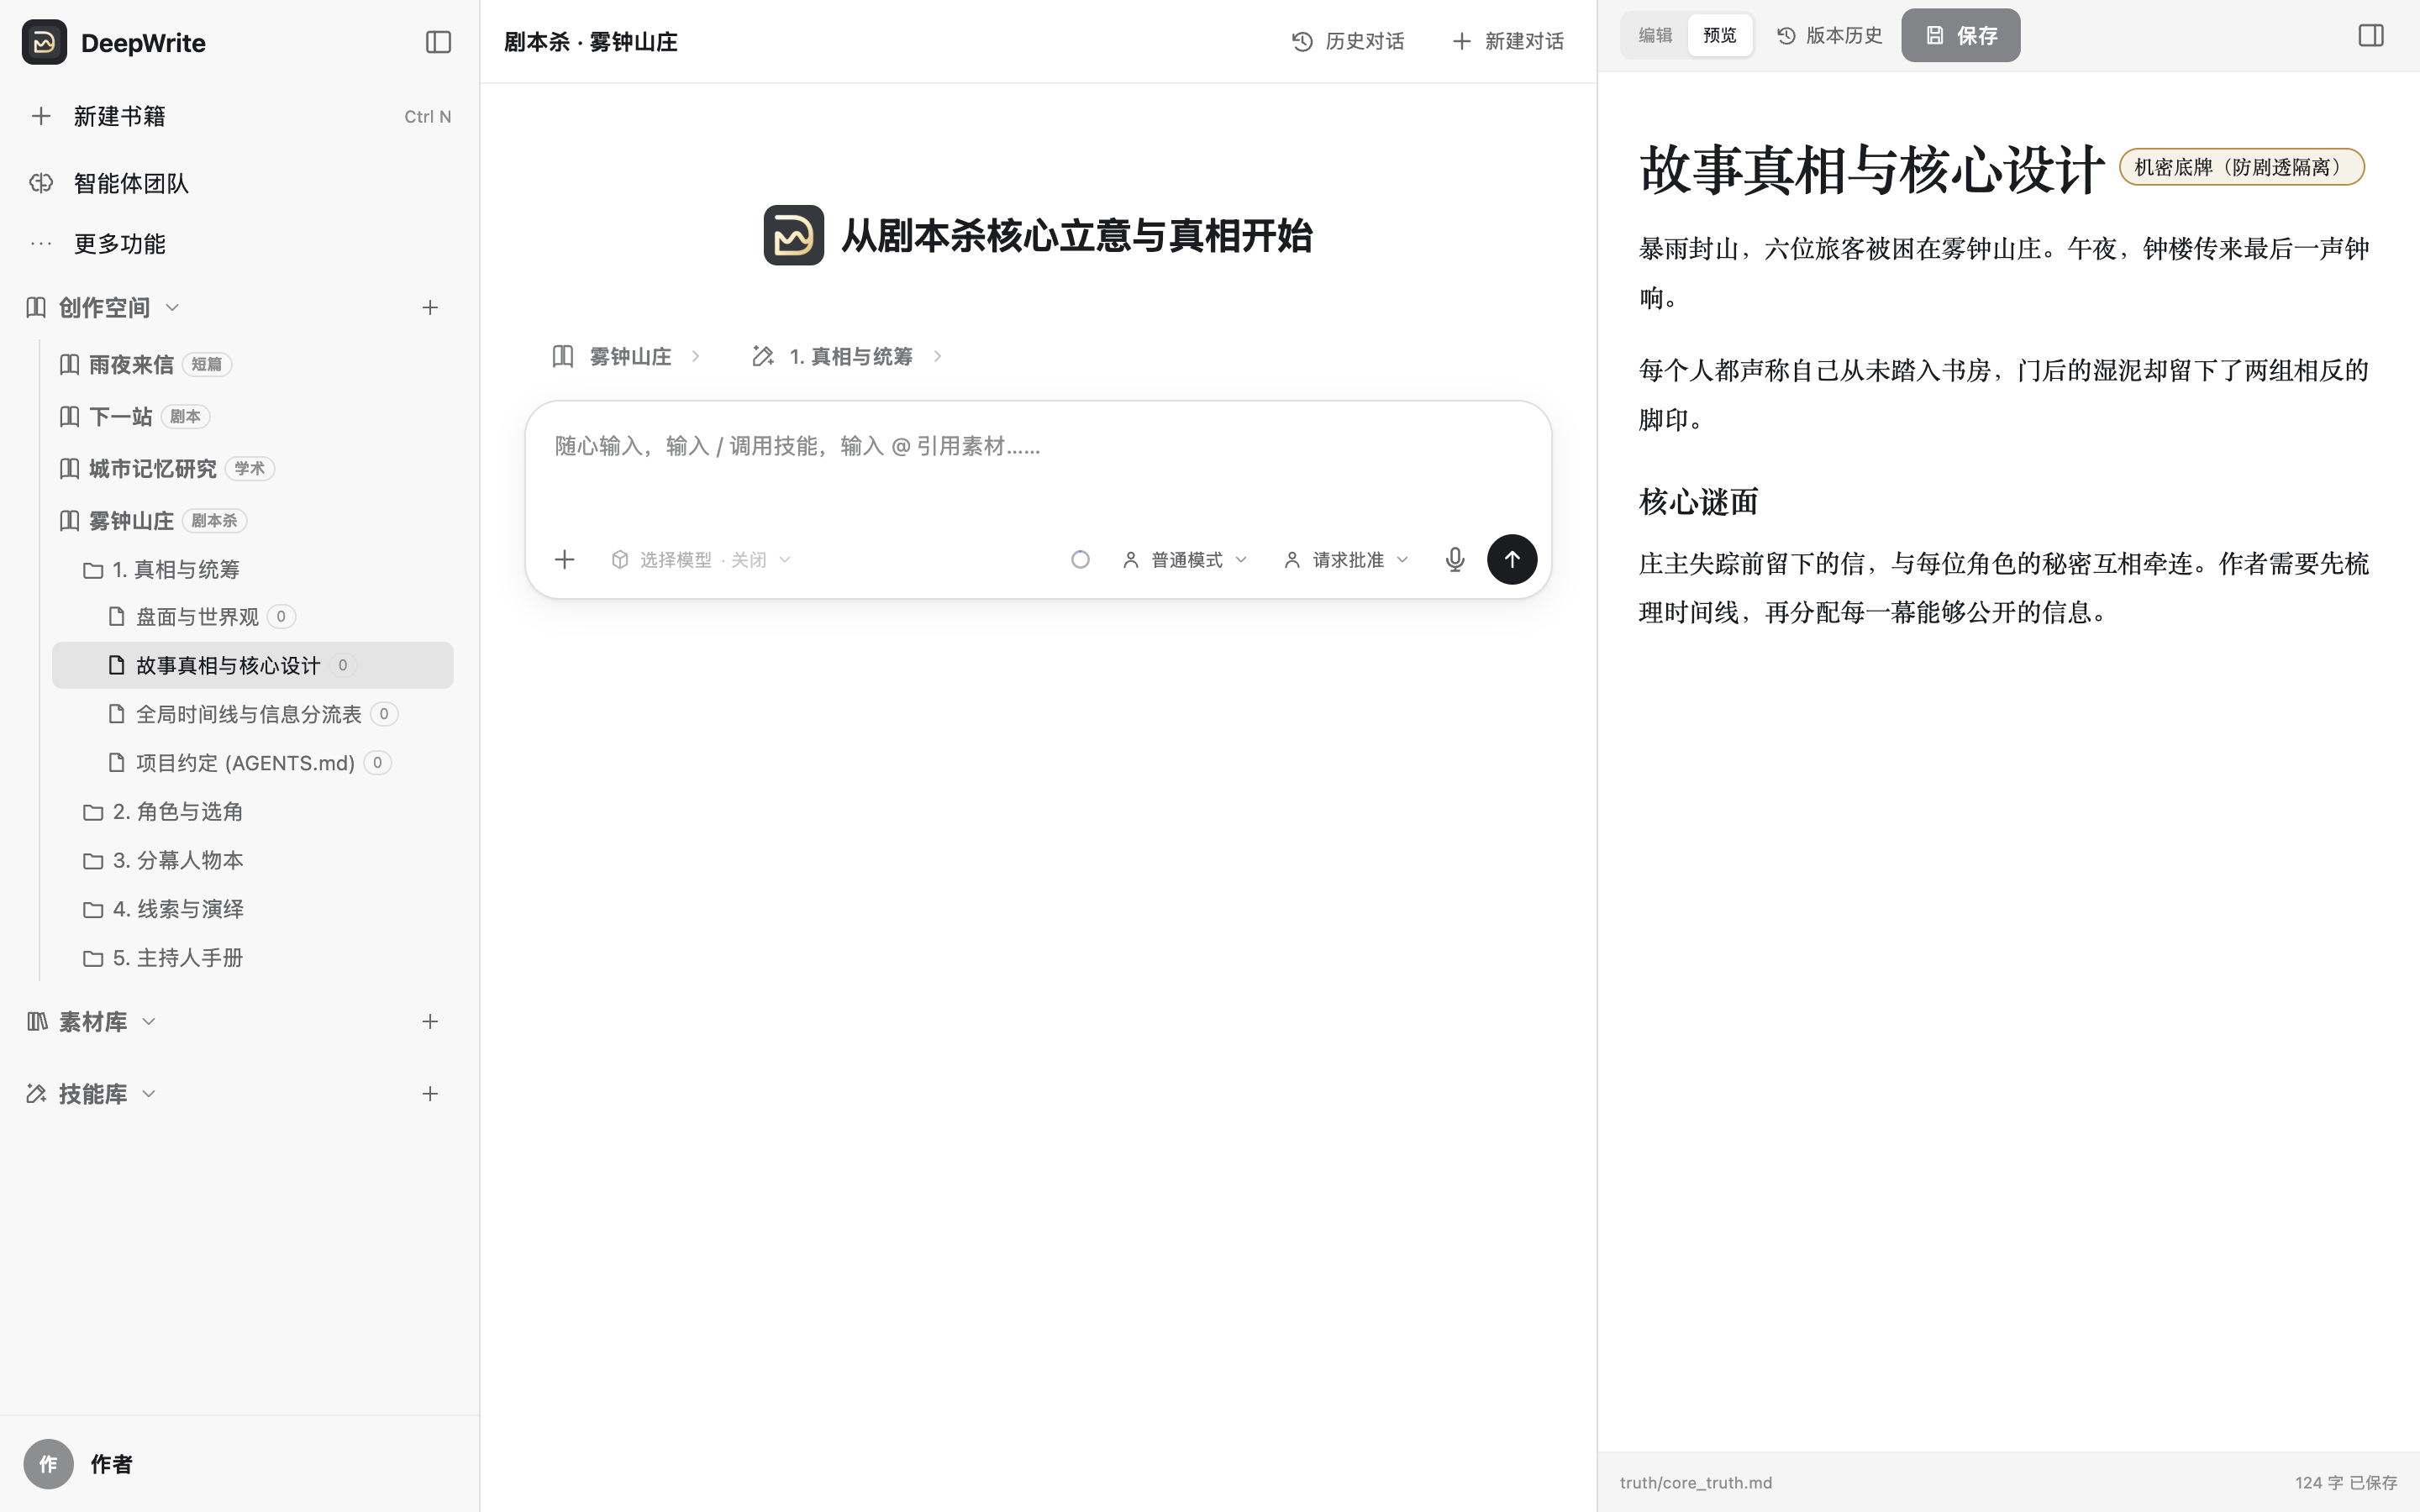 DeepWrite
新建书籍 Ctrl N
智能体团队
更多功能
创作空间
雨夜来信 短篇
下一站 剧本
城市记忆研究 学术
雾钟山庄 剧本杀
1. 真相与统筹
盘面与世界观 0
故事真相与核心设计 0
全局时间线与信息分流表 0
项目约定 (AGENTS.md) 0
2. 角色与选角
3. 分幕人物本
4. 线索与演绎
5. 主持人手册
素材库
技能库
作 作者
剧本杀 · 雾钟山庄 历史对话 新建对话
从剧本杀核心立意与真相开始
雾钟山庄 1. 真相与统筹
随心输入，输入 / 调用技能，输入 @ 引用素材……
选择模型 · 关闭 普通模式 请求批准
编辑 预览 版本历史 保存
故事真相与核心设计 机密底牌（防剧透隔离）
暴雨封山，六位旅客被困在雾钟山庄。午夜，钟楼传来最后一声钟
响。
每个人都声称自己从未踏入书房，门后的湿泥却留下了两组相反的
脚印。
核心谜面
庄主失踪前留下的信，与每位角色的秘密互相牵连。作者需要先梳
理时间线，再分配每一幕能够公开的信息。
truth/core_truth.md 124 字 已保存